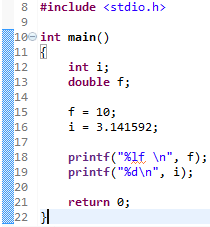 8 #include <stdio.h>
9
10 int main()
11 {
12 int i;
13 double f;
14
15 f = 10;
16 i = 3.141592;
17
18 printf("%lf \n", f);
19 printf("%d\n", i);
20
21 return 0;
22 }